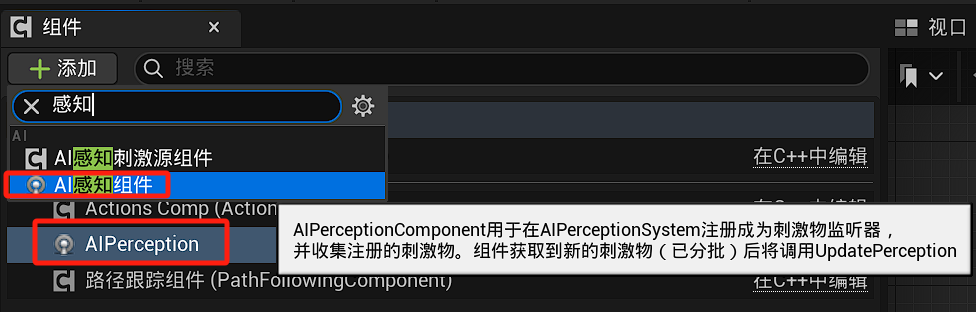 组件
视口
添加
搜索
感知
AI
AI感知刺激源组件
在C++中编辑
AI感知组件
Actions Comp (Action
AIPerception
AIPerceptionComponent用于在AIPerceptionSystem注册成为刺激物监听器，
并收集注册的刺激物。组件获取到新的刺激物（已分批）后将调用UpdatePerception
路径跟踪组件 (PathFollowingComponent)
在C++中编辑